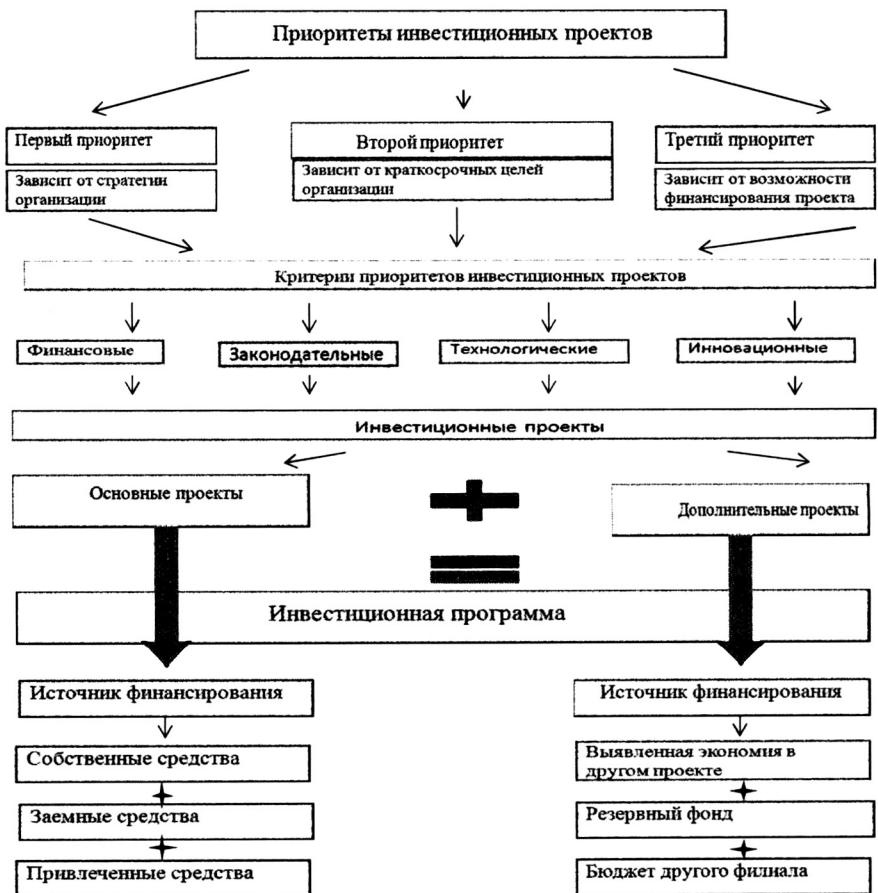 Приоритеты инвестиционных проектов
Первый приоритет
Зависит от стратегии
организации
Второй приоритет
Зависит от краткосрочных целей
организации
Третий приоритет
Зависит от возможности
финансирования проекта
Критерии приоритетов инвестиционных проектов
Финансовые
Законодательные
Технологические
Инновационные
Инвестиционные проекты
Основные проекты
Дополнительные проекты
Инвестиционная программа
Источник финансирования
Собственные средства
Заемные средства
Привлеченные средства
Источник финансирования
Выявленная экономия в
другом проекте
Резервный фонд
Бюджет другого филиала